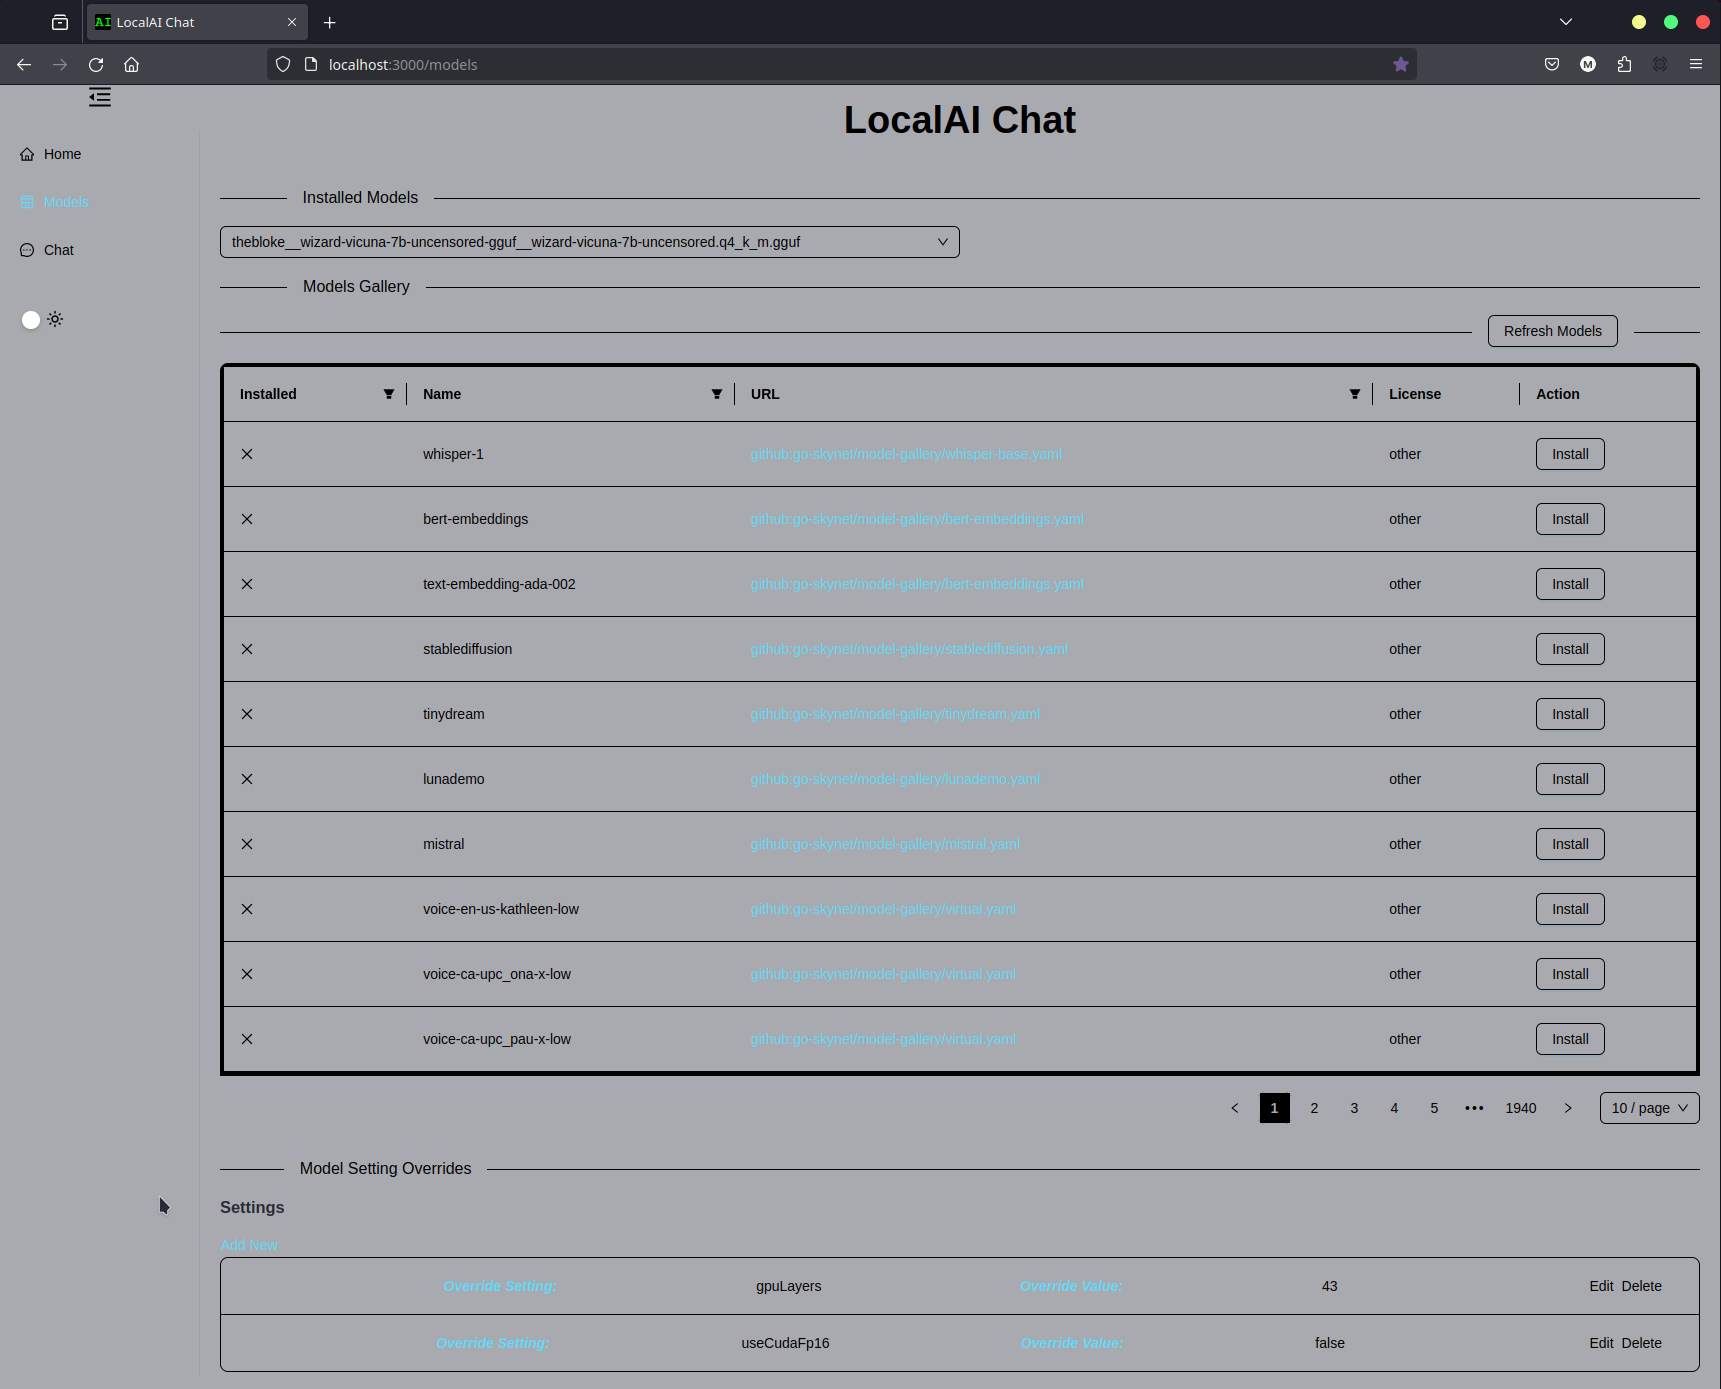 AI LocalAI Chat
localhost:3000/models
M
LocalAI Chat
Home
Models
Chat
Installed Models
thebloke__wizard-vicuna-7b-uncensored-gguf__wizard-vicuna-7b-uncensored.q4_k_m.gguf
Models Gallery
Refresh Models
Installed Name URL License Action
whisper-1 github:go-skynet/model-gallery/whisper-base.yaml other Install
bert-embeddings github:go-skynet/model-gallery/bert-embeddings.yaml other Install
text-embedding-ada-002 github:go-skynet/model-gallery/bert-embeddings.yaml other Install
stablediffusion github:go-skynet/model-gallery/stablediffusion.yaml other Install
tinydream github:go-skynet/model-gallery/tinydream.yaml other Install
lunademo github:go-skynet/model-gallery/lunademo.yaml other Install
mistral github:go-skynet/model-gallery/mistral.yaml other Install
voice-en-us-kathleen-low github:go-skynet/model-gallery/virtual.yaml other Install
voice-ca-upc_ona-x-low github:go-skynet/model-gallery/virtual.yaml other Install
voice-ca-upc_pau-x-low github:go-skynet/model-gallery/virtual.yaml other Install
< 1 2 3 4 5 ••• 1940 > 10 / page
Model Setting Overrides
Settings
Add New
Override Setting: gpuLayers Override Value: 43 Edit Delete
Override Setting: useCudaFp16 Override Value: false Edit Delete